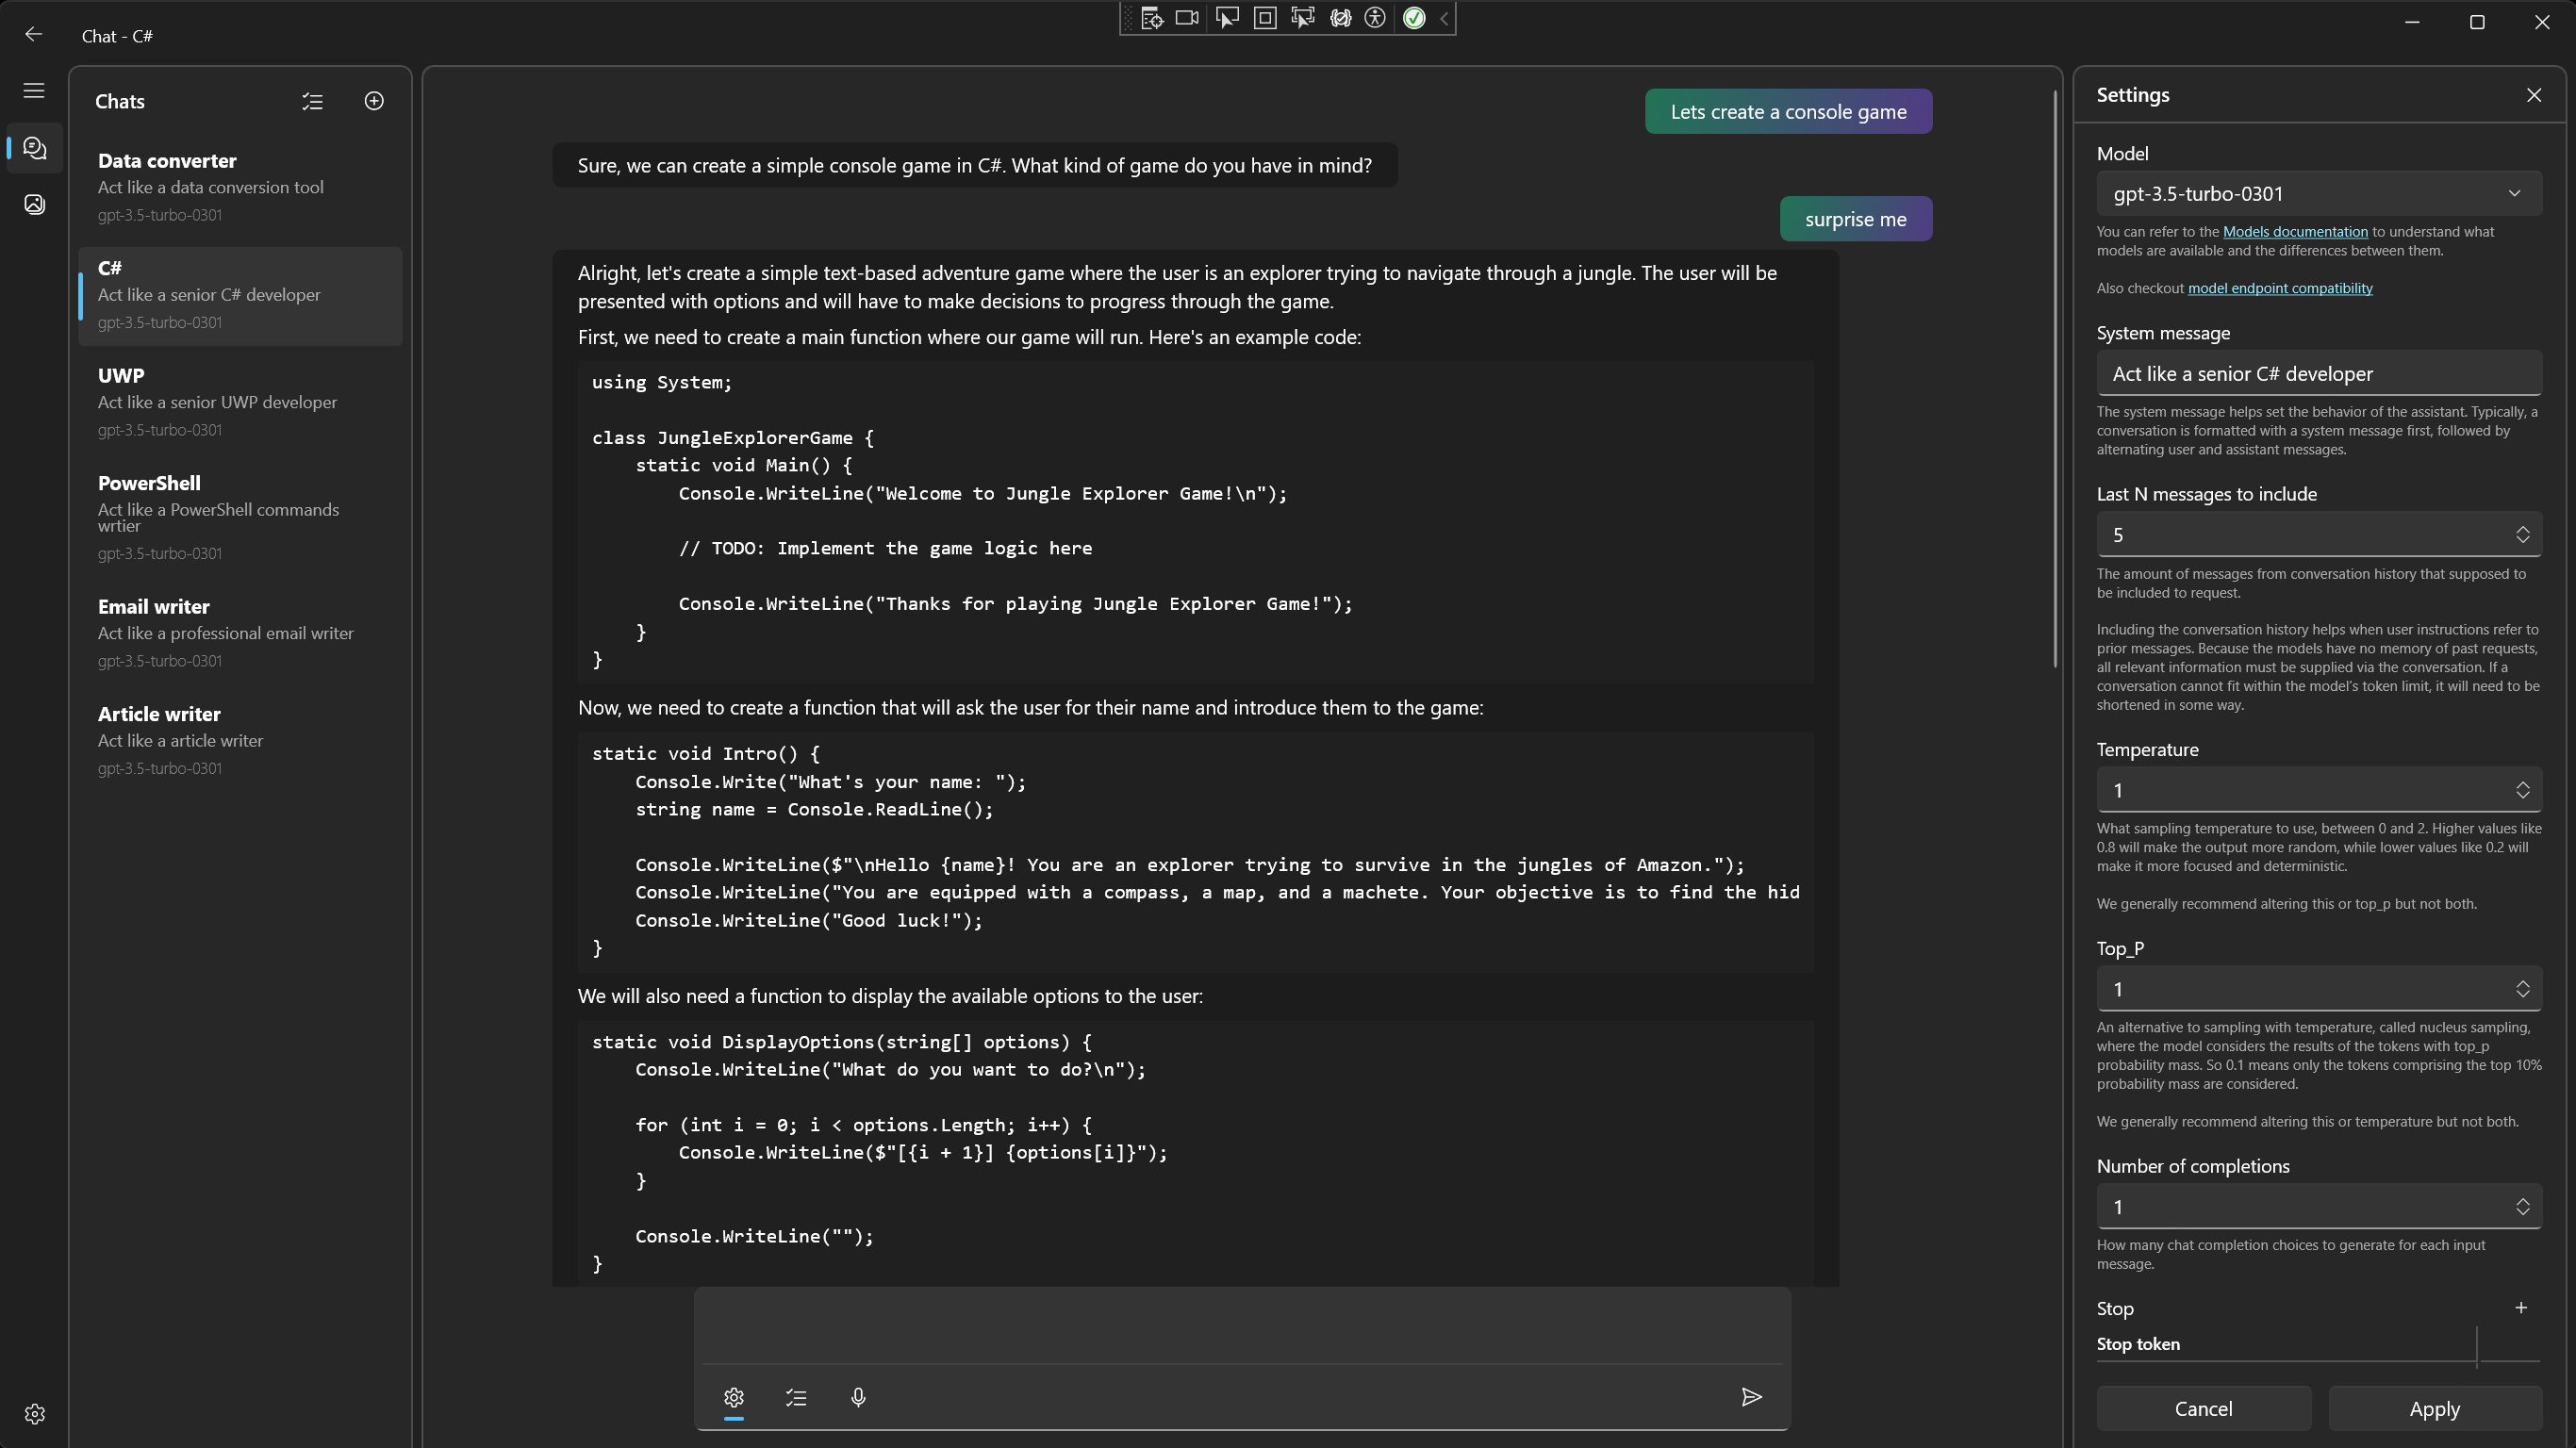 Chat - C#
Chats
Data converter
Act like a data conversion tool
gpt-3.5-turbo-0301
C#
Act like a senior C# developer
gpt-3.5-turbo-0301
UWP
Act like a senior UWP developer
gpt-3.5-turbo-0301
PowerShell
Act like a PowerShell commands
wrtier
gpt-3.5-turbo-0301
Email writer
Act like a professional email writer
gpt-3.5-turbo-0301
Article writer
Act like a article writer
gpt-3.5-turbo-0301
Lets create a console game
Sure, we can create a simple console game in C#. What kind of game do you have in mind?
surprise me
Alright, let's create a simple text-based adventure game where the user is an explorer trying to navigate through a jungle. The user will be
presented with options and will have to make decisions to progress through the game.
First, we need to create a main function where our game will run. Here's an example code:
using System;
class JungleExplorerGame {
static void Main() {
Console.WriteLine("Welcome to Jungle Explorer Game!\n");
// TODO: Implement the game logic here
Console.WriteLine("Thanks for playing Jungle Explorer Game!");
}
}
Now, we need to create a function that will ask the user for their name and introduce them to the game:
static void Intro() {
Console.Write("What's your name: ");
string name = Console.ReadLine();
Console.WriteLine($"\nHello {name}! You are an explorer trying to survive in the jungles of Amazon.");
Console.WriteLine("You are equipped with a compass, a map, and a machete. Your objective is to find the hid
Console.WriteLine("Good luck!");
}
We will also need a function to display the available options to the user:
static void DisplayOptions(string[] options) {
Console.WriteLine("What do you want to do?\n");
for (int i = 0; i < options.Length; i++) {
Console.WriteLine($"[{i + 1}] {options[i]}");
}
Console.WriteLine("");
}
Settings
Model
gpt-3.5-turbo-0301
You can refer to the Models documentation to understand what
models are available and the differences between them.
Also checkout model endpoint compatibility
System message
Act like a senior C# developer
The system message helps set the behavior of the assistant. Typically, a
conversation is formatted with a system message first, followed by
alternating user and assistant messages.
Last N messages to include
5
The amount of messages from conversation history that supposed to
be included to request.
Including the conversation history helps when user instructions refer to
prior messages. Because the models have no memory of past requests,
all relevant information must be supplied via the conversation. If a
conversation cannot fit within the model's token limit, it will need to be
shortened in some way.
Temperature
1
What sampling temperature to use, between 0 and 2. Higher values like
0.8 will make the output more random, while lower values like 0.2 will
make it more focused and deterministic.
We generally recommend altering this or top_p but not both.
Top_P
1
An alternative to sampling with temperature, called nucleus sampling,
where the model considers the results of the tokens with top_p
probability mass. So 0.1 means only the tokens comprising the top 10%
probability mass are considered.
We generally recommend altering this or temperature but not both.
Number of completions
1
How many chat completion choices to generate for each input
message.
Stop
Stop token
Cancel
Apply